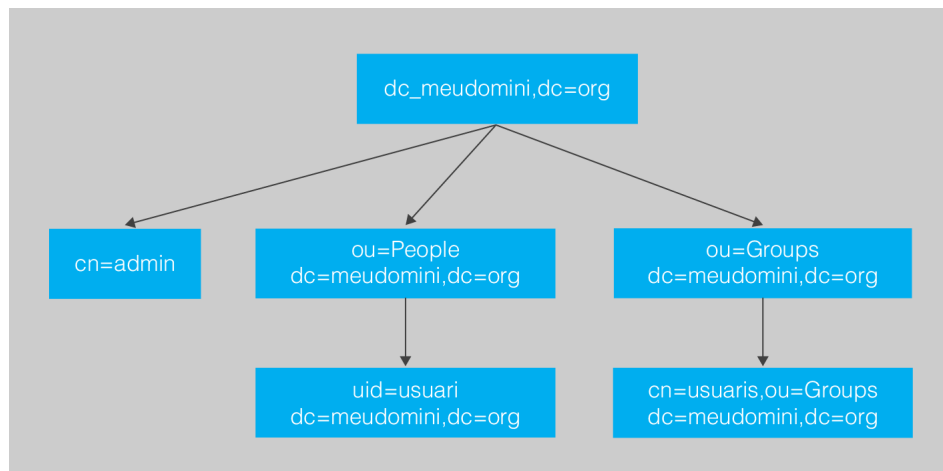 dc_meudomini,dc=org
cn=admin
ou=People
dc=meudomini,dc=org
ou=Groups
dc=meudomini,dc=org
uid=usuari
dc=meudomini,dc=org
cn=usuaris,ou=Groups
dc=meudomini,dc=org